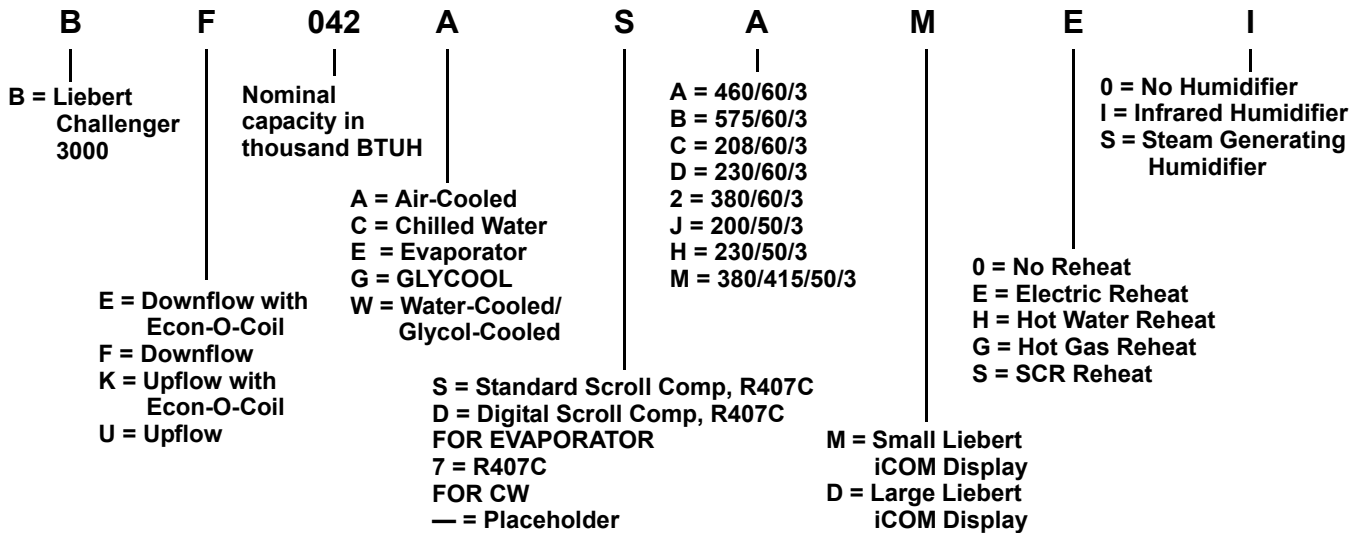 B F 042 A S A M E I
B = Liebert
Challenger
3000
E = Downflow with
Econ-O-Coil
F = Downflow
K = Upflow with
Econ-O-Coil
U = Upflow
Nominal
capacity in
thousand BTUH
A = Air-Cooled
C = Chilled Water
E = Evaporator
G = GLYCOOL
W = Water-Cooled/
Glycol-Cooled
S = Standard Scroll Comp, R407C
D = Digital Scroll Comp, R407C
FOR EVAPORATOR
7 = R407C
FOR CW
— = Placeholder
A = 460/60/3
B = 575/60/3
C = 208/60/3
D = 230/60/3
2 = 380/60/3
J = 200/50/3
H = 230/50/3
M = 380/415/50/3
M = Small Liebert
iCOM Display
D = Large Liebert
iCOM Display
0 = No Reheat
E = Electric Reheat
H = Hot Water Reheat
G = Hot Gas Reheat
S = SCR Reheat
0 = No Humidifier
I = Infrared Humidifier
S = Steam Generating
Humidifier